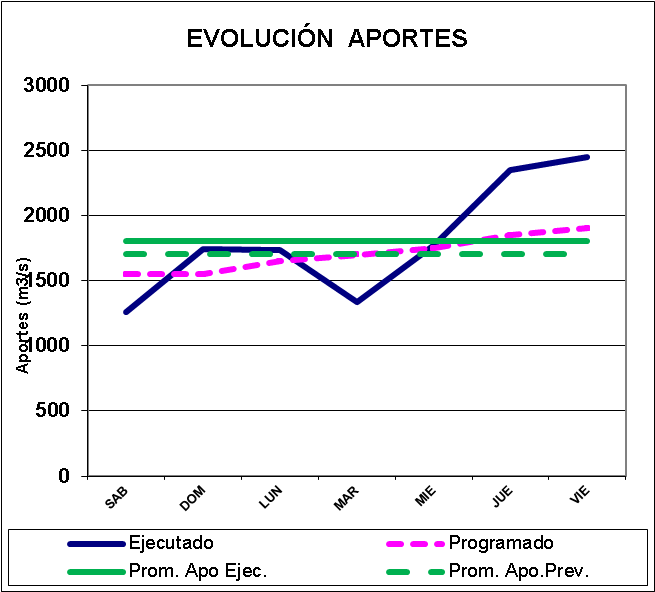 EVOLUCIÓN APORTES
3000
2500
2000
1500
1000
500
0
Aportes (m3/s)
SAB DOM LUN MAR MIE JUE VIE
Ejecutado Programado
Prom. Apo Ejec. Prom. Apo.Prev.